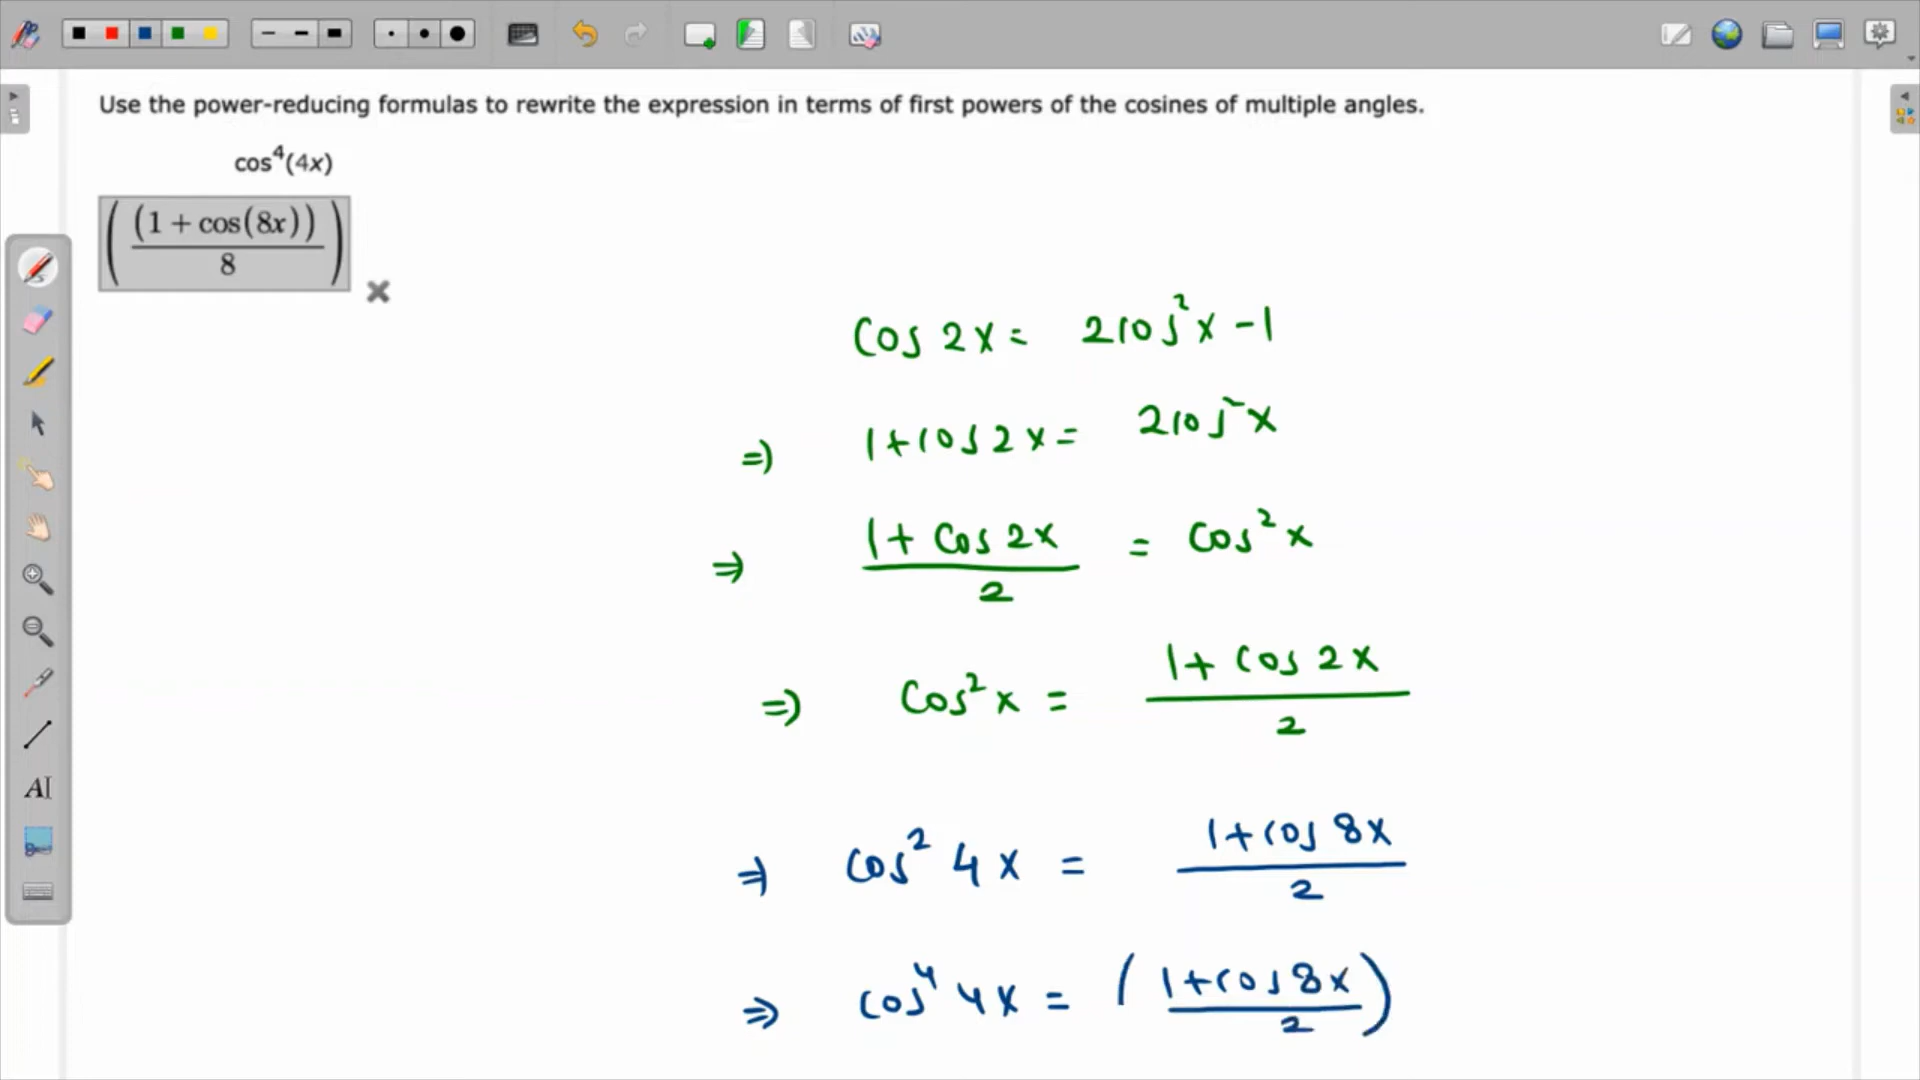 Use the power-reducing formulas to rewrite the expression in terms of first powers of the cosines of multiple angles.
cos⁴(4x)
((1 + cos(8x))/8)
Cos 2x = 2cos²x - 1
⇒ 1+cos 2x = 2cos²x
⇒ (1+ Cos 2x)/2 = Cos²x
⇒ Cos²x = (1+ Cos 2x)/2
⇒ Cos² 4x = (1+cos 8x)/2
⇒ Cos⁴ 4x = ((1+cos 8x)/2)
AI